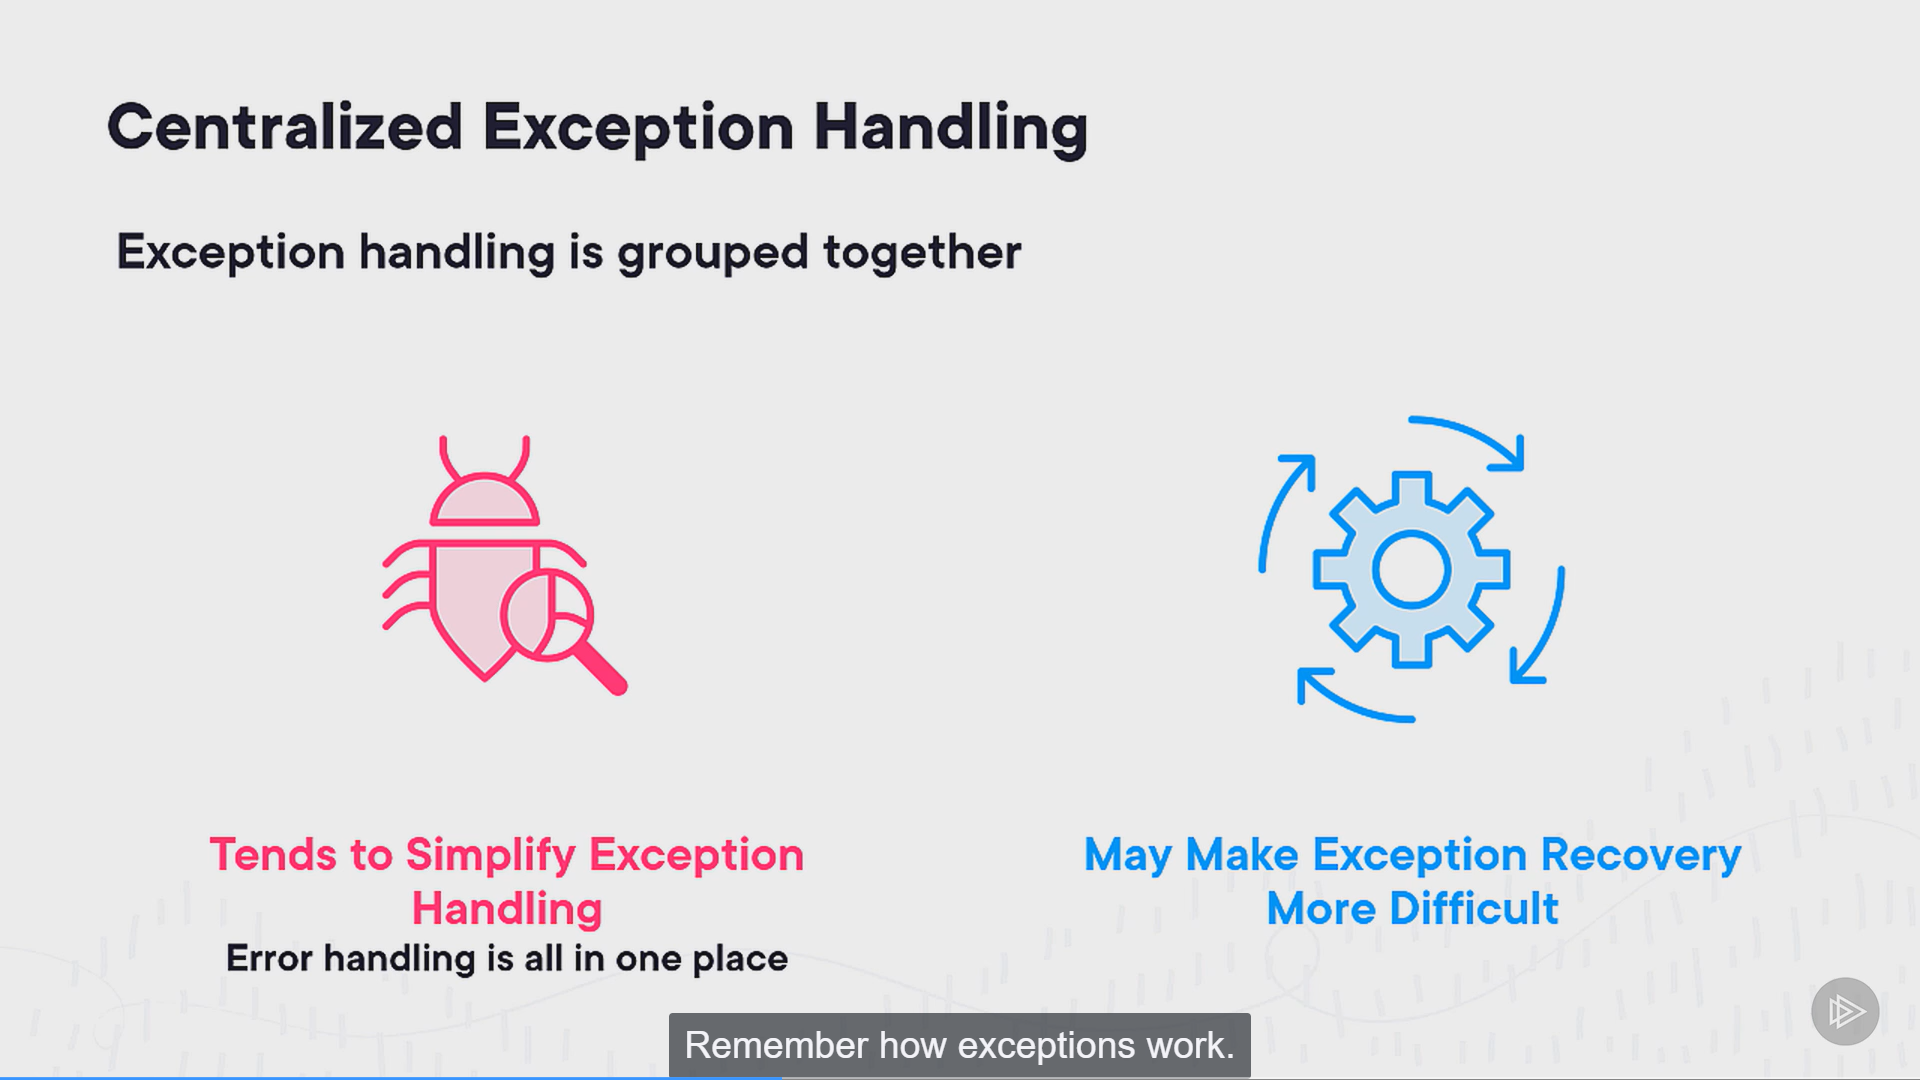 Centralized Exception Handling
Exception handling is grouped together
Tends to Simplify Exception
Handling
Error handling is all in one place
May Make Exception Recovery
More Difficult
Remember how exceptions work.